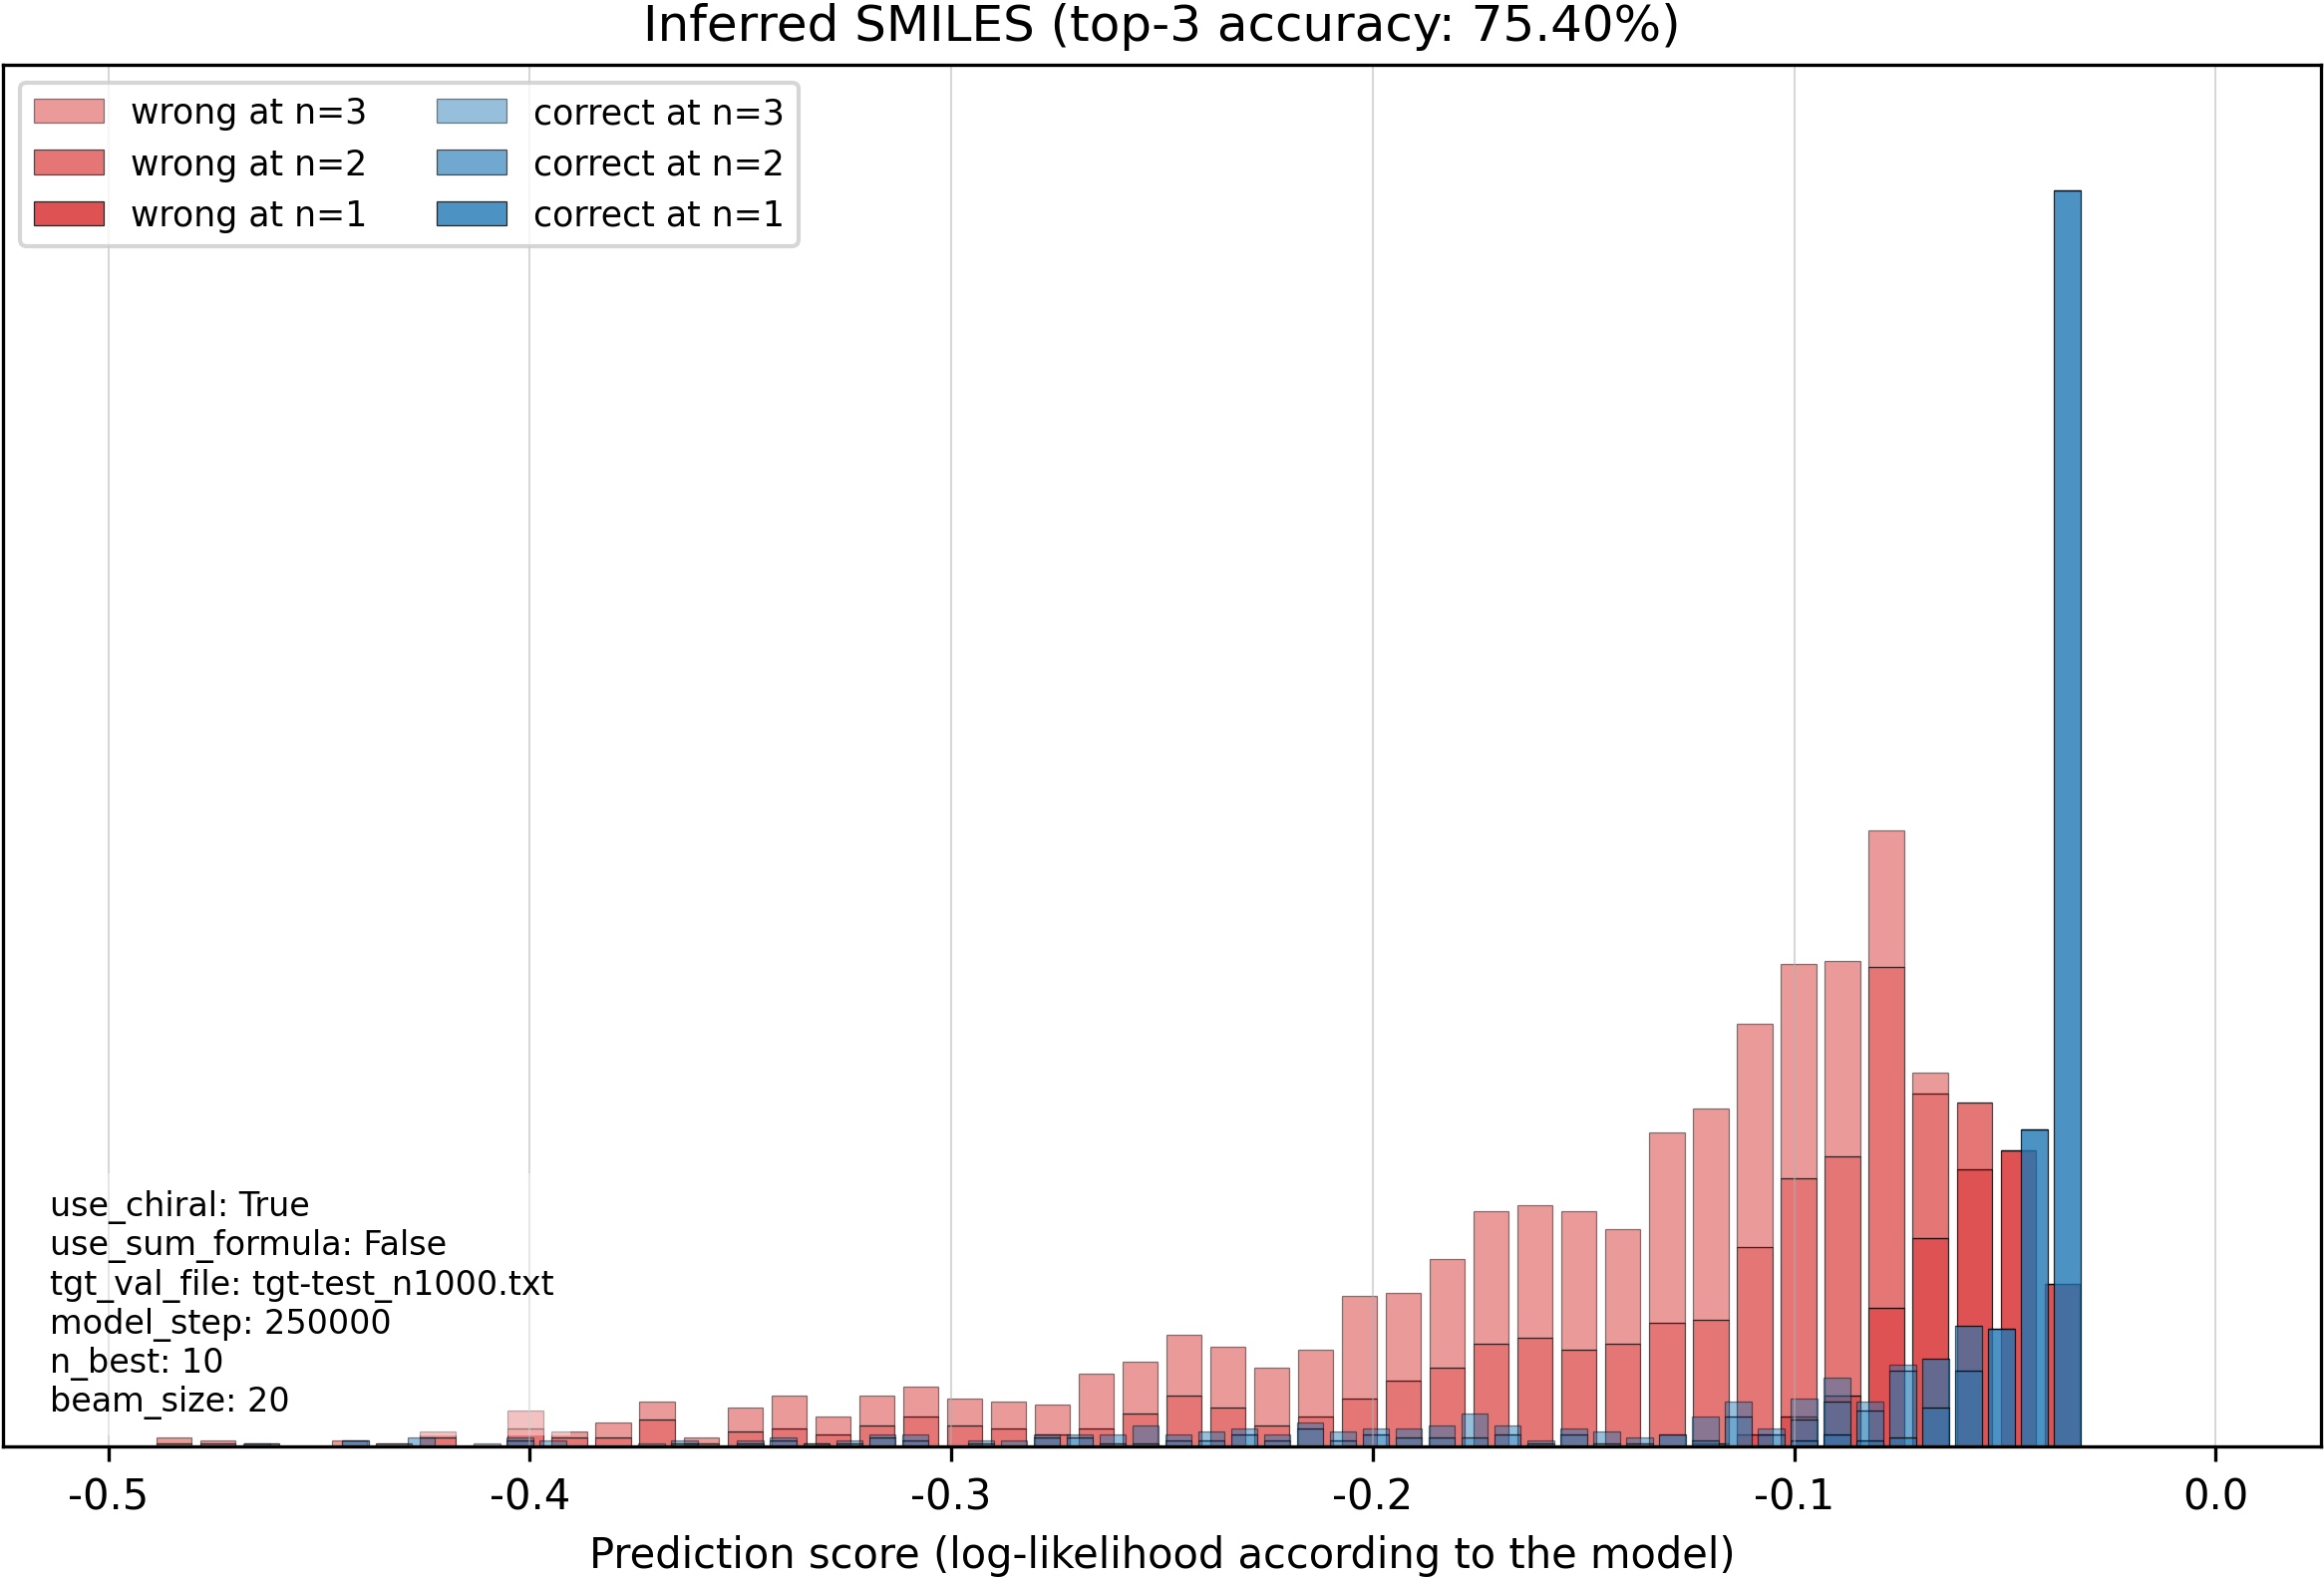 Inferred SMILES (top-3 accuracy: 75.40%)
wrong at n=3
wrong at n=2
wrong at n=1
correct at n=3
correct at n=2
correct at n=1
use_chiral: True
use_sum_formula: False
tgt_val_file: tgt-test_n1000.txt
model_step: 250000
n_best: 10
beam_size: 20
-0.5 -0.4 -0.3 -0.2 -0.1 0.0
Prediction score (log-likelihood according to the model)